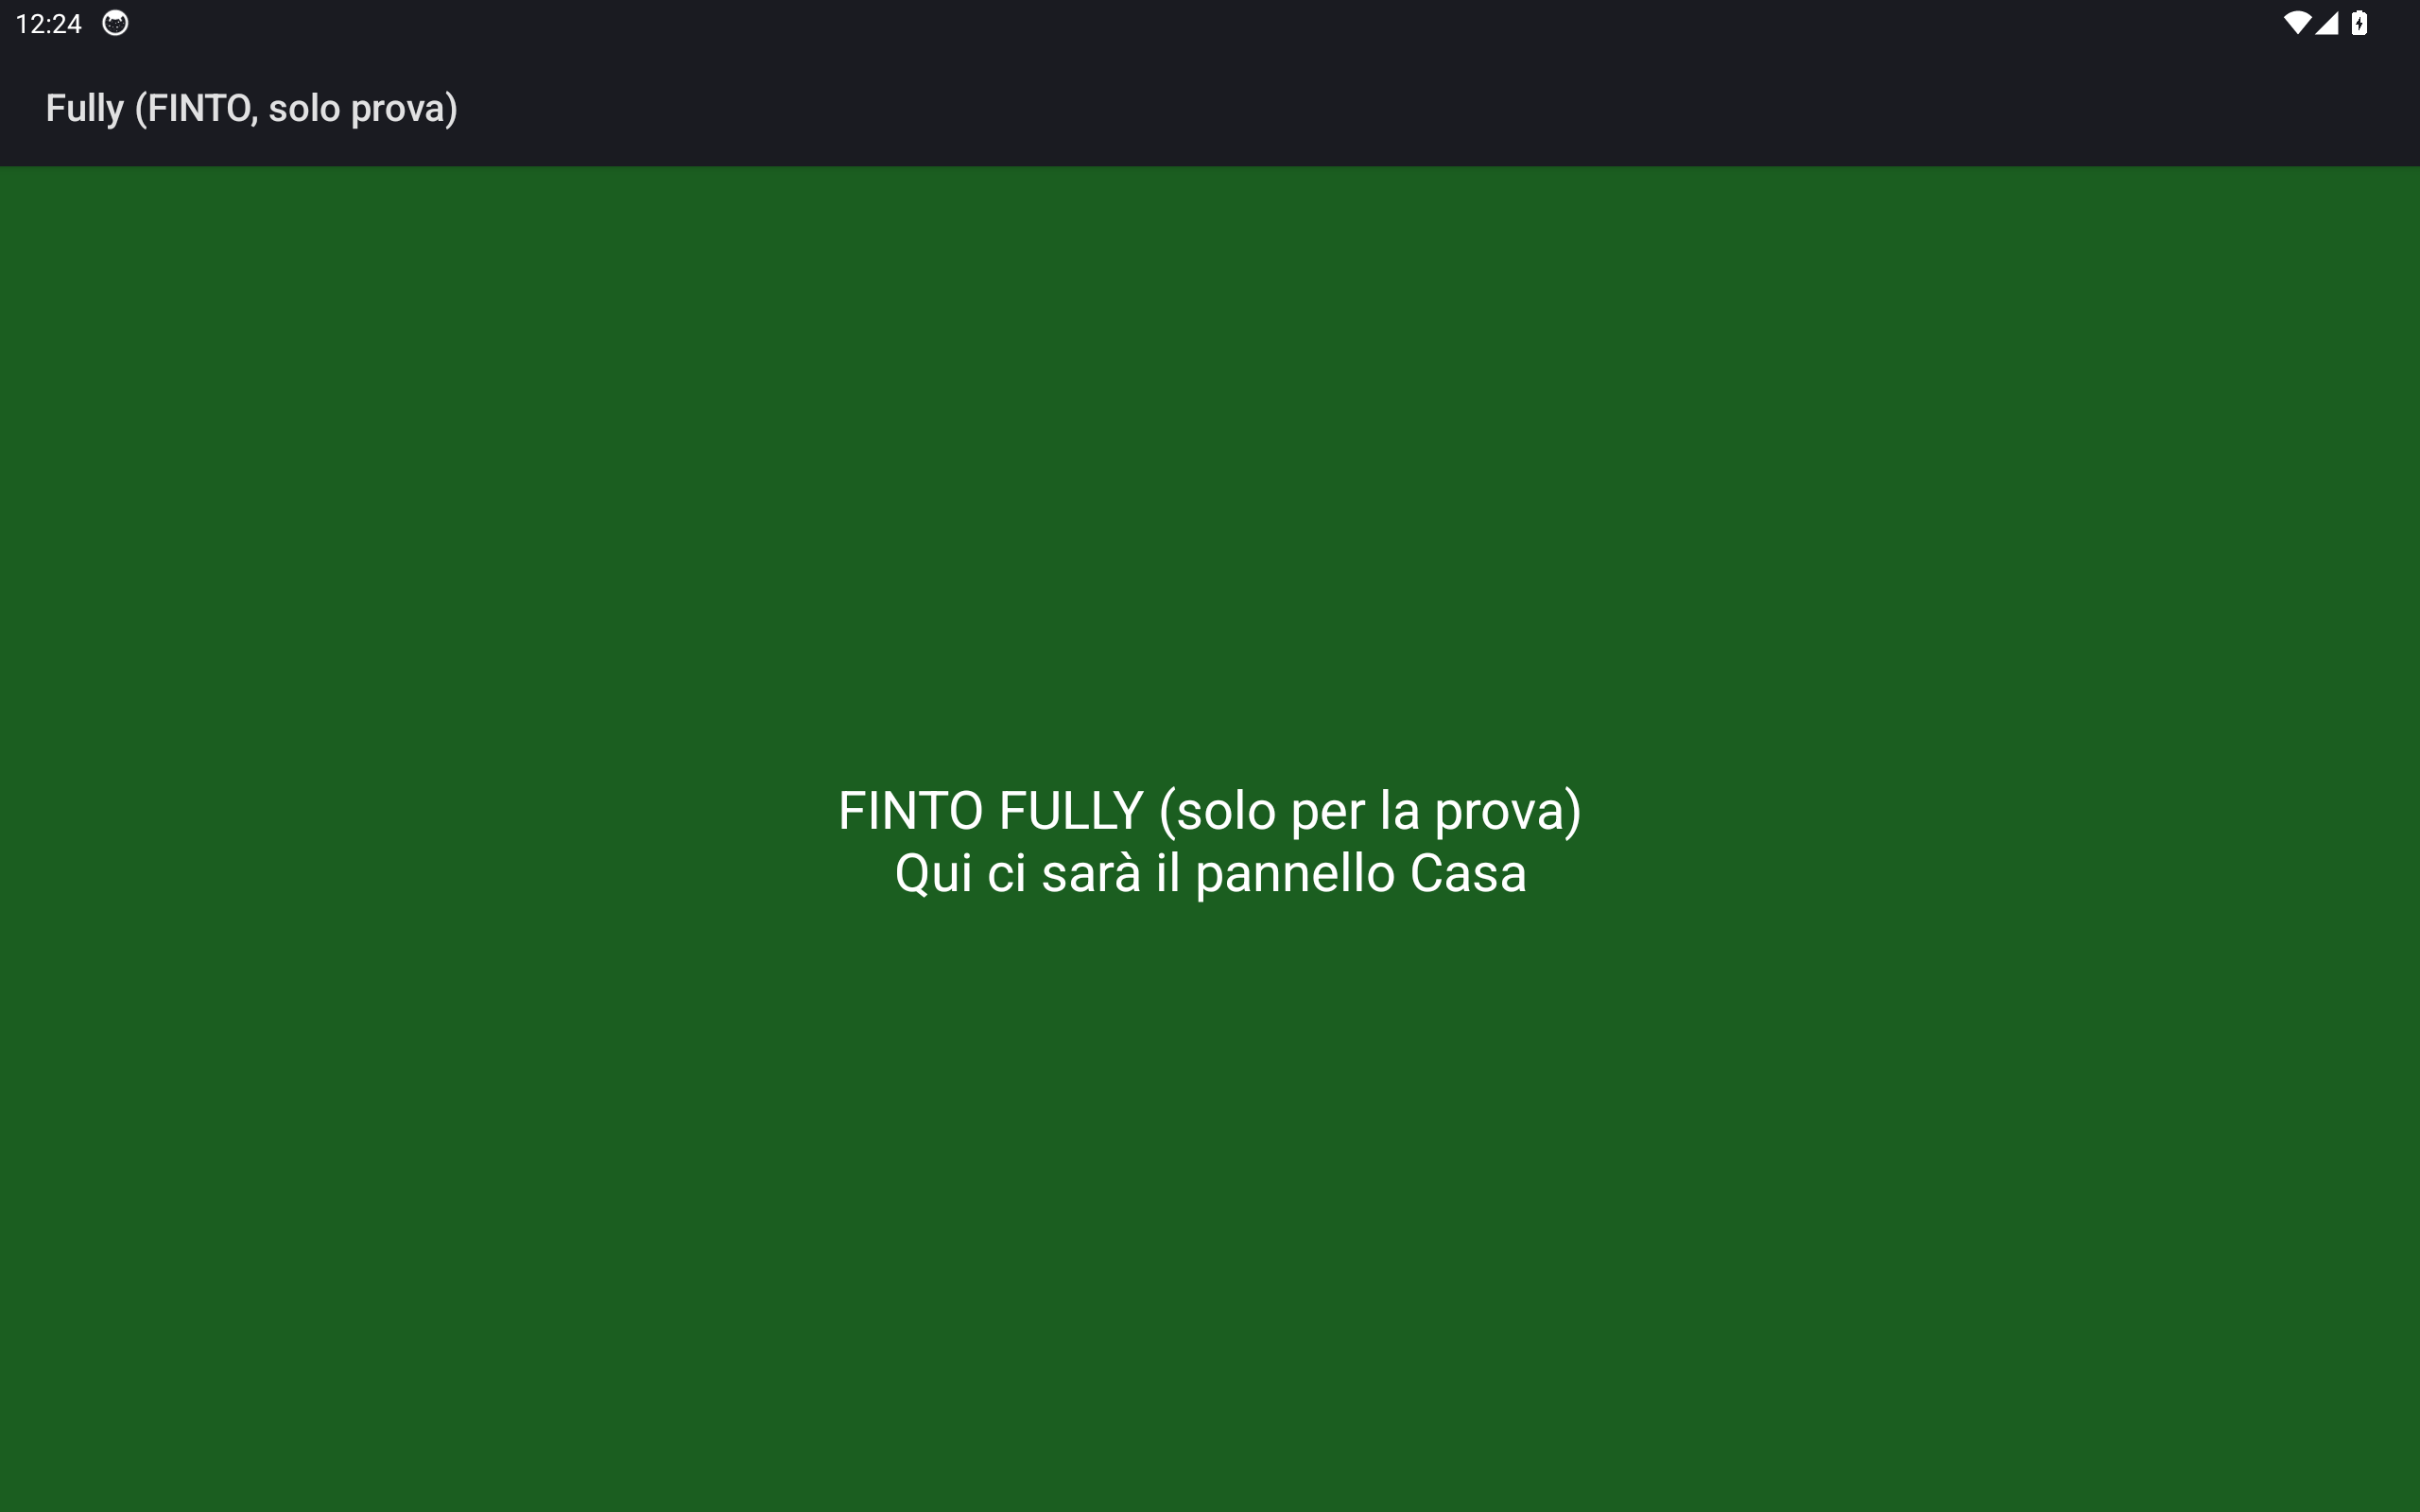 12:24
Fully (FINTO, solo prova)
FINTO FULLY (solo per la prova)
Qui ci sarà il pannello Casa